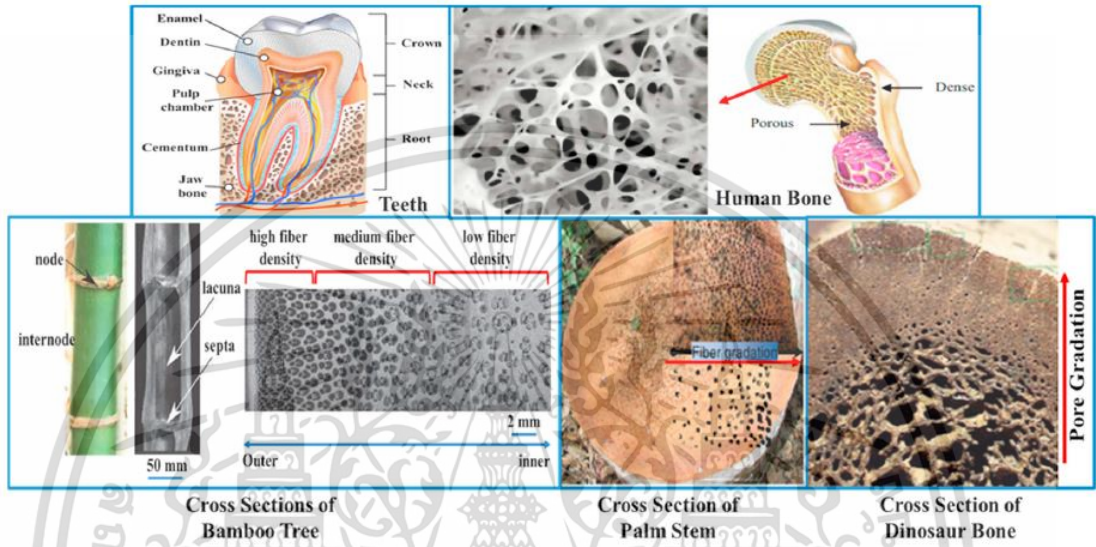 Enamel
Dentin
Gingiva
Pulp
chamber
Cementum
Jaw
bone
Crown
Neck
Root
Teeth
Dense
Porous
Human Bone
node
internode
lacuna
septa
50 mm
high fiber
density
medium fiber
density
low fiber
density
2 mm
Outer
inner
Fiber gradation
Pore Gradation
Cross Sections of
Bamboo Tree
Cross Section of
Palm Stem
Cross Section of
Dinosaur Bone